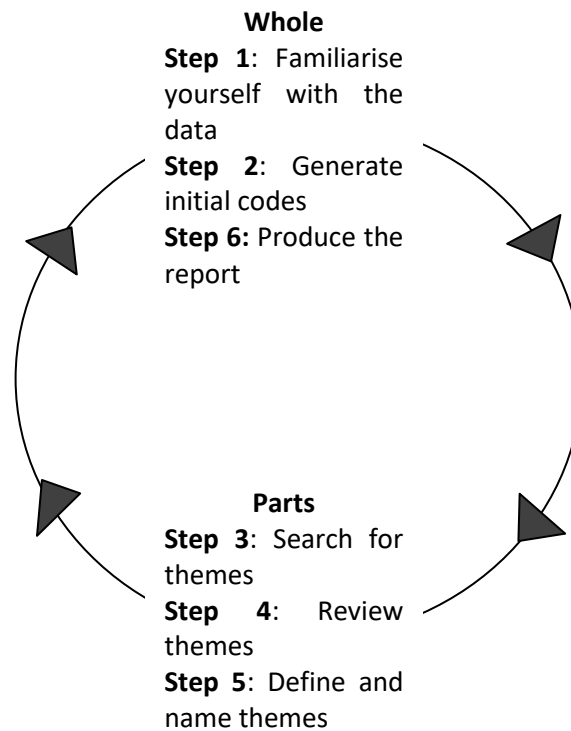 Whole
Step 1: Familiarise
yourself with the
data
Step 2: Generate
initial codes
Step 6: Produce the
report
Parts
Step 3: Search for
themes
Step 4: Review
themes
Step 5: Define and
name themes